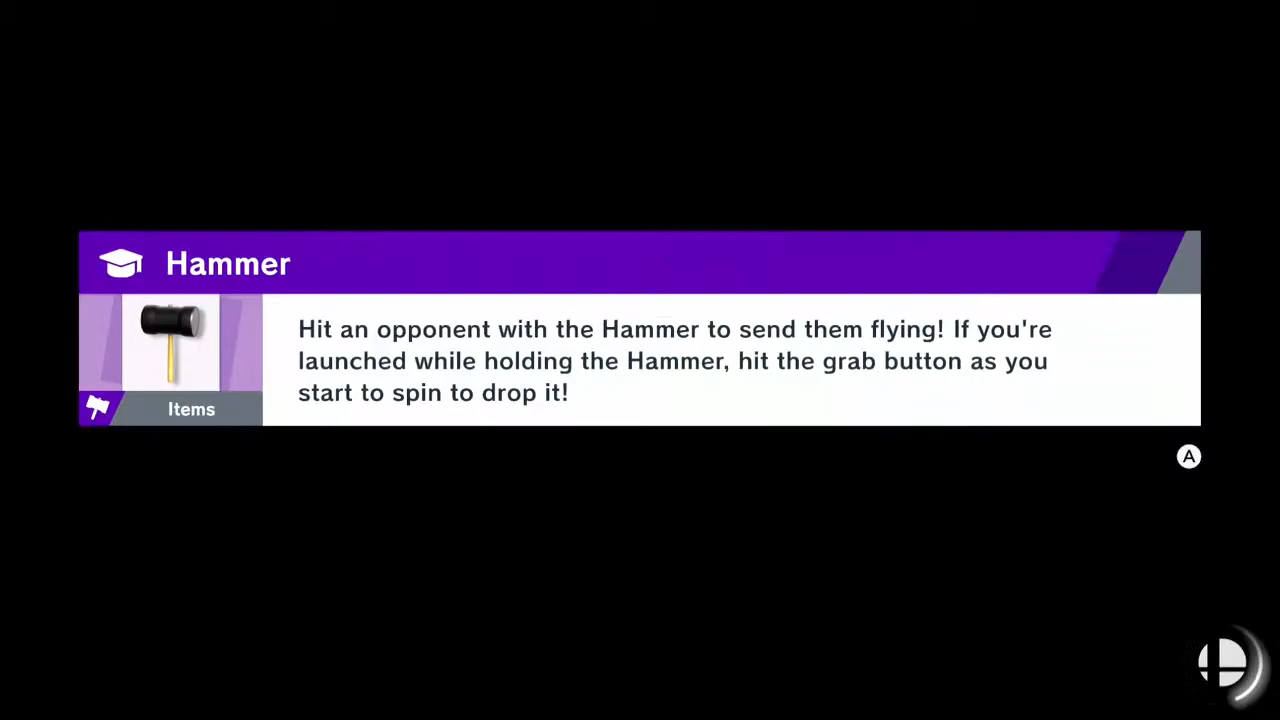 Hammer
Hit an opponent with the Hammer to send them flying! If you're
launched while holding the Hammer, hit the grab button as you
start to spin to drop it!
Items
A